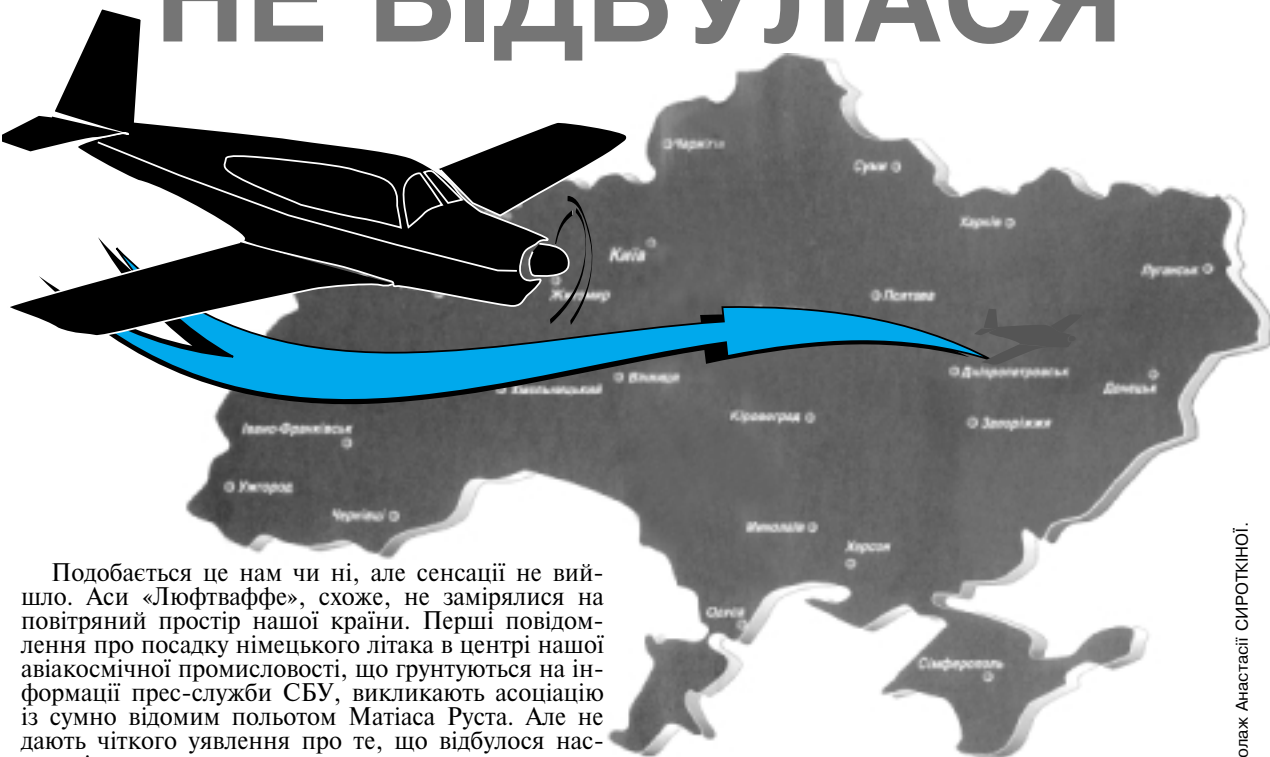 НЕ ВІДБУЛАСЯ
Чернігів
Суми
Харків
Київ
Луганськ
Житомир
Полтава
Дніпропетровськ
Вінниця
Донецьк
Хмельницький
Кіровоград
Запоріжжя
Івано-Франківськ
Ужгород
Чернівці
Миколаїв
Херсон
Одеса
Сімферополь
Подобається це нам чи ні, але сенсації не вий-
шло. Аси «Люфтваффе», схоже, не замірялися на
повітряний простір нашої країни. Перші повідом-
лення про посадку німецького літака в центрі нашої
авіакосмічної промисловості, що грунтуються на ін-
формації прес-служби СБУ, викликають асоціацію
із сумно відомим польотом Матіаса Руста. Але не
дають чіткого уявлення про те, що відбулося нас-
олаж Анастасії СИРОТКІНОЇ.